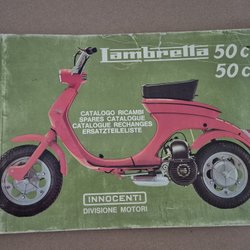 Lambretta 50 c
50 c
CATALOGO RICAMBI
SPARES CATALOGUE
CATALOGUE RECHANGES
ERSATZTEILELISTE
INNOCENTI
DIVISIONE MOTORI